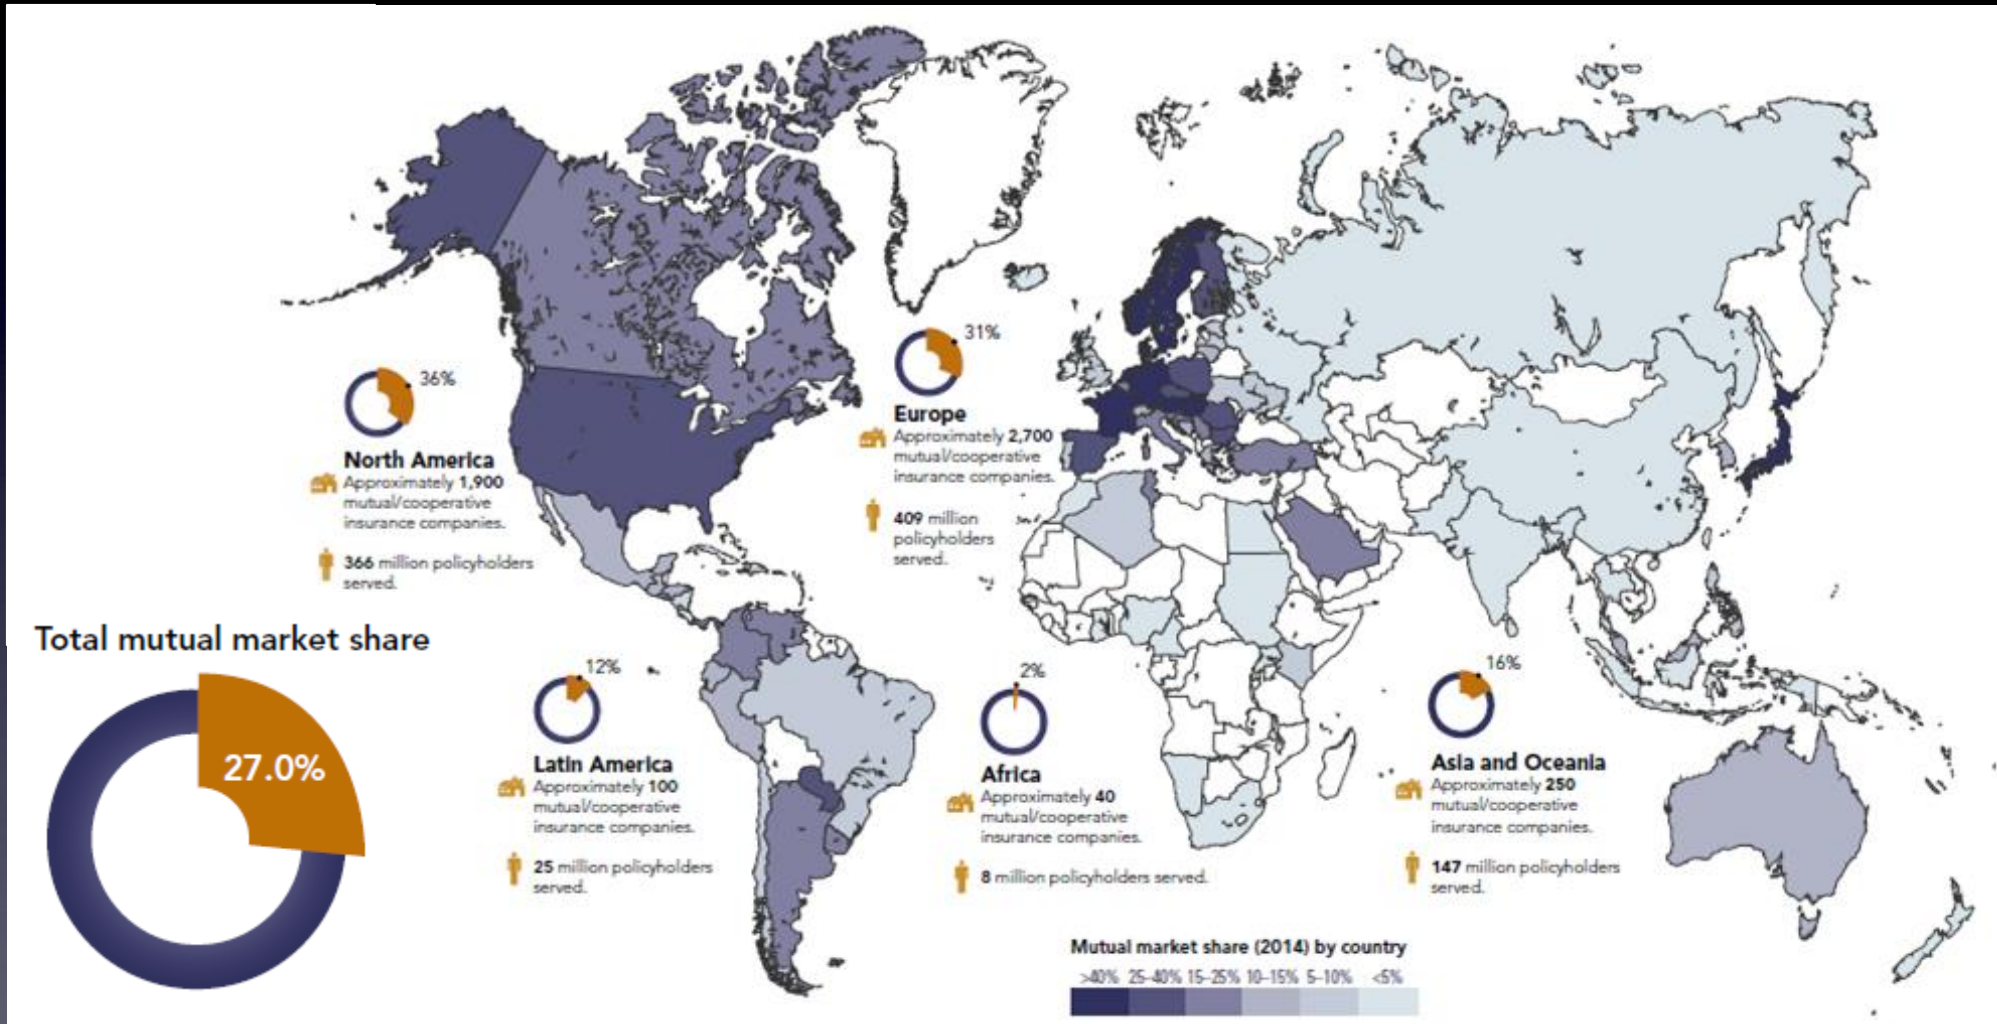 36%
North America
Approximately 1,900
mutual/cooperative
insurance companies.
366 million policyholders
served.
31%
Europe
Approximately 2,700
mutual/cooperative
insurance companies.
409 million
policyholders
served.
Total mutual market share
27.0%
12%
Latin America
Approximately 100
mutual/cooperative
insurance companies.
25 million policyholders
served.
2%
Africa
Approximately 40
mutual/cooperative
insurance companies.
8 million policyholders served.
16%
Asia and Oceania
Approximately 250
mutual/cooperative
insurance companies.
147 million policyholders
served.
Mutual market share (2014) by country
>40% 25–40% 15–25% 10–15% 5–10% <5%